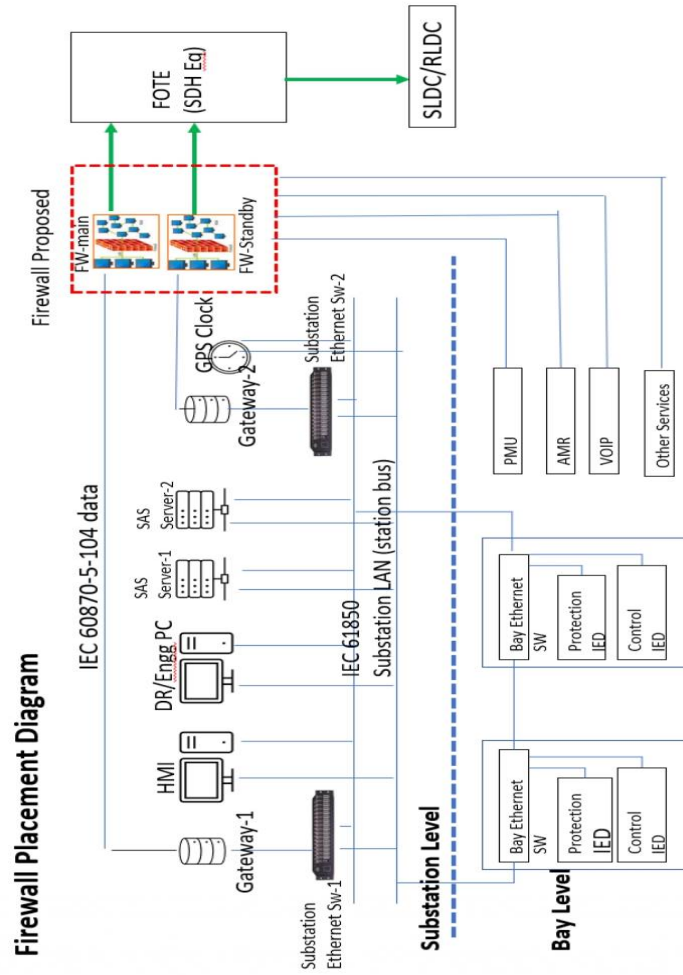 Firewall Placement Diagram
Firewall Proposed
IEC 60870-5-104 data
FW-main
FW-Standby
FOTE
(SDH Eq)
SLDC/RLDC
Gateway-1
HMI
DR/Engg PC
SAS
Server-1
SAS
Server-2
Gateway-2
GPS Clock
Substation
Ethernet Sw-1
Substation
Ethernet Sw-2
IEC 61850
Substation LAN (station bus)
Substation Level
Bay Level
Bay Ethernet
SW
Protection
IED
Control
IED
Bay Ethernet
SW
Protection
IED
Control
IED
PMU
AMR
VOIP
Other Services